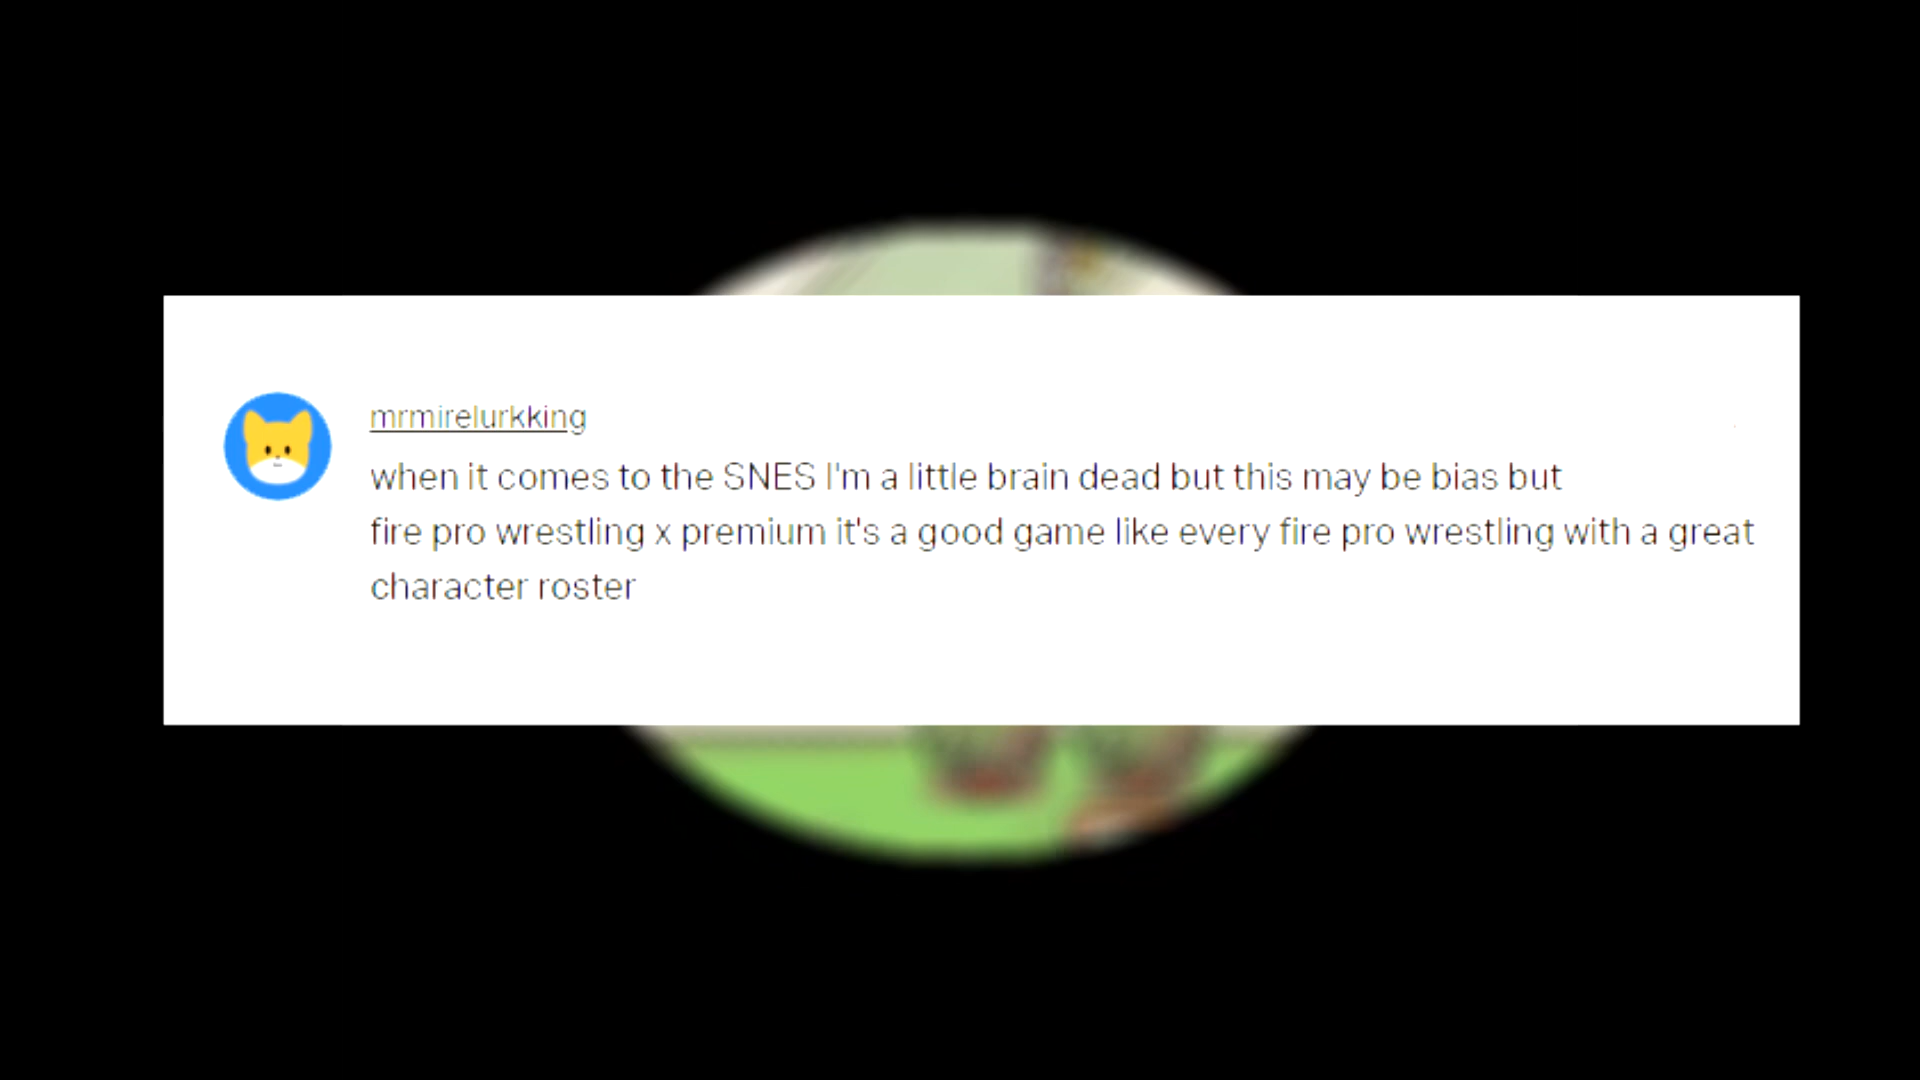 mrmirelurkking
when it comes to the SNES I'm a little brain dead but this may be bias but
fire pro wrestling x premium it's a good game like every fire pro wrestling with a great
character roster